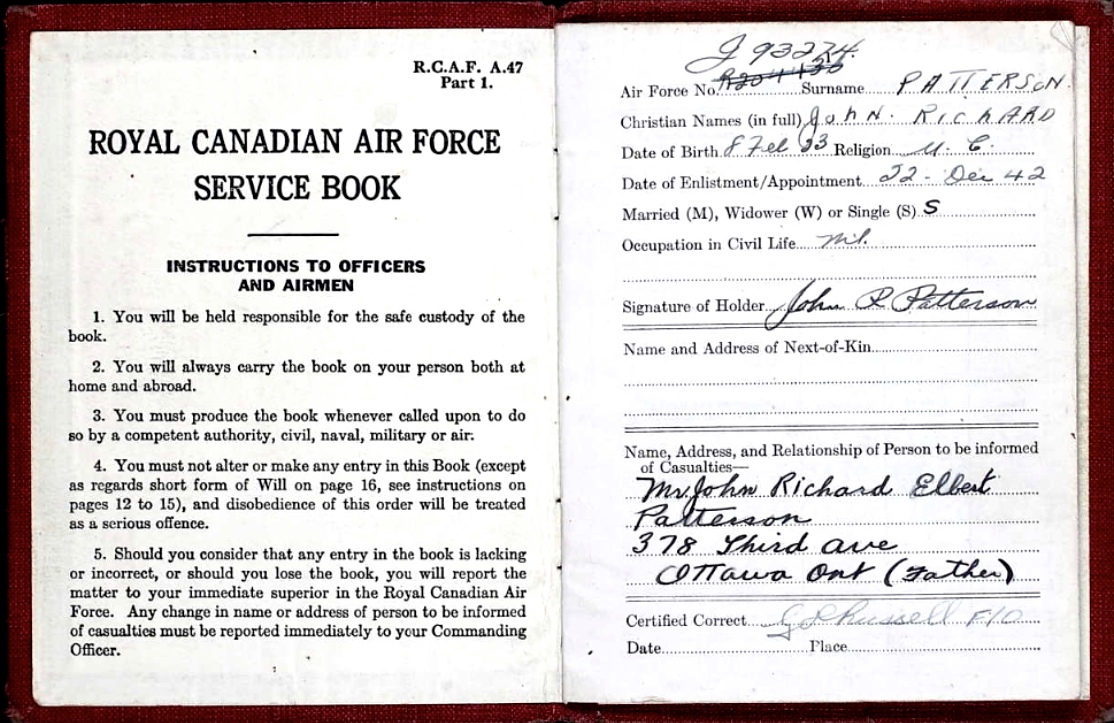 R.C.A.F. A.47
Part 1.
ROYAL CANADIAN AIR FORCE
SERVICE BOOK
INSTRUCTIONS TO OFFICERS
AND AIRMEN
1. You will be held responsible for the safe custody of the
book.
2. You will always carry the book on your person both at
home and abroad.
3. You must produce the book whenever called upon to do
so by a competent authority, civil, naval, military or air.
4. You must not alter or make any entry in this Book (except
as regards short form of Will on page 16, see instructions on
pages 12 to 15), and disobedience of this order will be treated
as a serious offence.
5. Should you consider that any entry in the book is lacking
or incorrect, or should you lose the book, you will report the
matter to your immediate superior in the Royal Canadian Air
Force. Any change in name or address of person to be informed
of casualties must be reported immediately to your Commanding
Officer.
J 93274.
Air Force No. Surname PATTERSON.
Christian Names (in full) John. RICHARD
Date of Birth 8 Feb 23 Religion U. C.
Date of Enlistment/Appointment 22 - Dec 42
Married (M), Widower (W) or Single (S) S
Occupation in Civil Life
Signature of Holder John R Patterson
Name and Address of Next-of-Kin
Name, Address, and Relationship of Person to be informed
of Casualties—
Mr. John Richard Elbert
Patterson
378 Third ave
Ottawa Ont (Father)
Certified Correct Russell F/O
Date Place